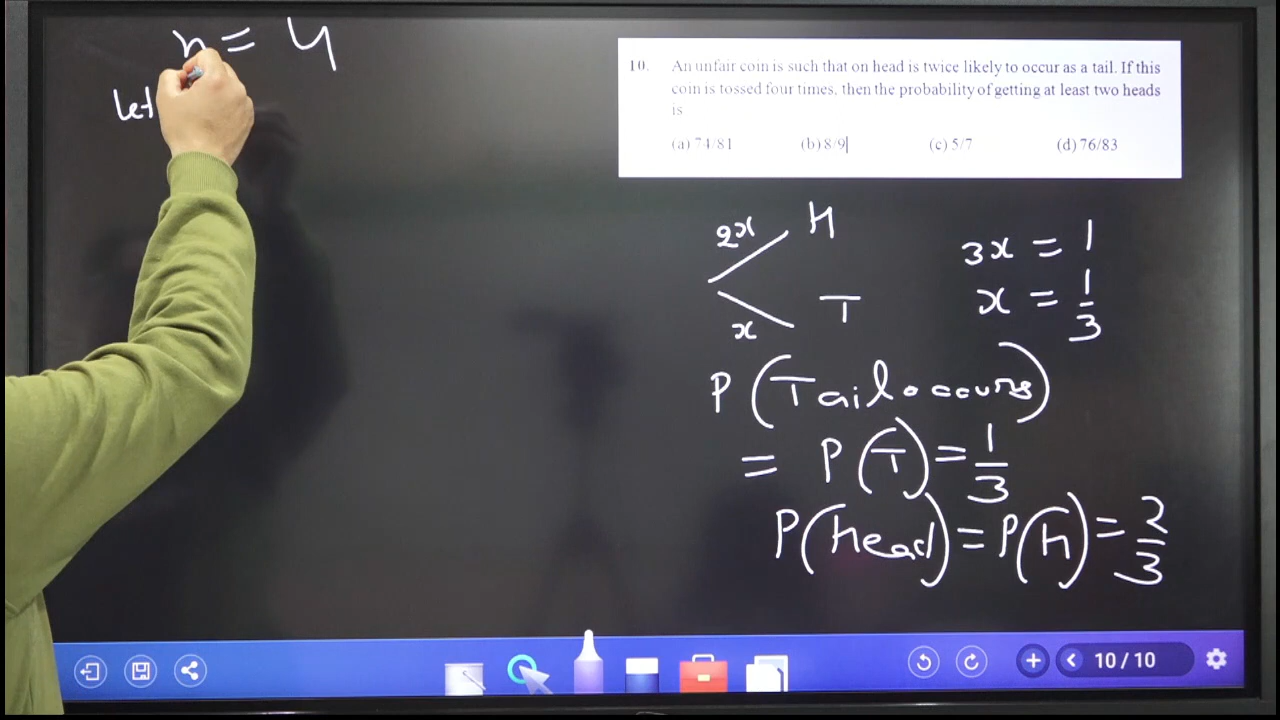 n = 4
let
10. An unfair coin is such that on head is twice likely to occur as a tail. If this
coin is tossed four times, then the probability of getting at least two heads
is
(a) 74/81 (b) 8/9 (c) 5/7 (d) 76/83
2x H
x T
3x = 1
x = 1/3
P(Tail occurs)
= P(T) = 1/3
P(head) = P(h) = 2/3
10 / 10